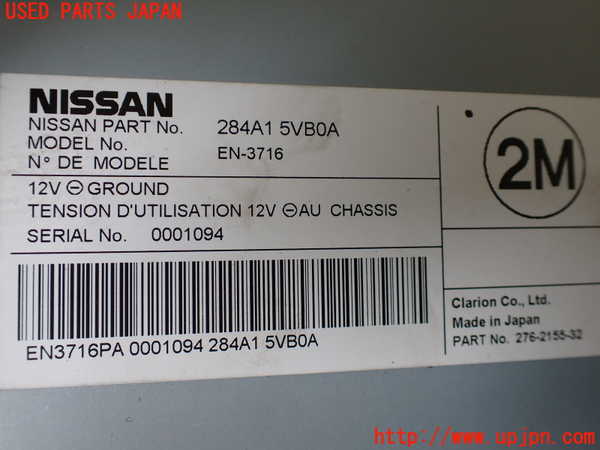 USED PARTS JAPAN
NISSAN
NISSAN PART No. 284A1 5VB0A
MODEL No.
N° DE MODELE EN-3716
2M
12V ⊖ GROUND
TENSION D'UTILISATION 12V ⊖ AU CHASSIS
SERIAL No. 0001094
EN3716PA 0001094 284A1 5VB0A
Clarion Co., Ltd.
Made in Japan
PART No. 276-2155-32
http://www.upjpn.com/